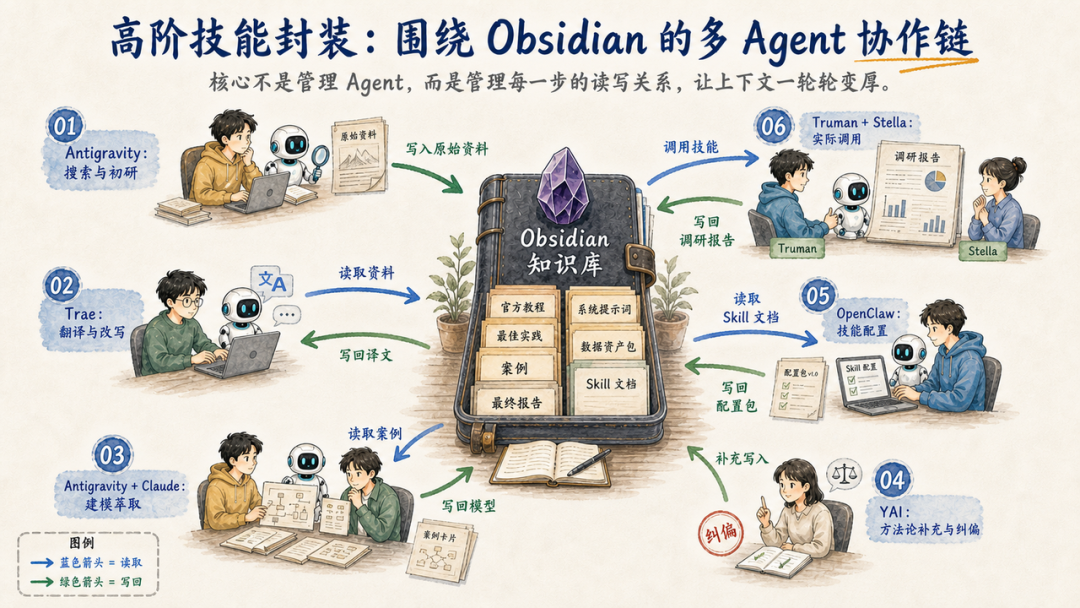 高阶技能封装：围绕 Obsidian 的多 Agent 协作链
核心不是管理 Agent，而是管理每一步的读写关系，让上下文一轮轮变厚。
01
Antigravity：
搜索与初研
原始资料
写入原始资料
02
Trae：
翻译与改写
文A
读取资料
写回译文
03
Antigravity + Claude：
建模萃取
读取案例
写回模型
案例卡片
图例
蓝色箭头 = 读取
绿色箭头 = 写回
Obsidian
知识库
官方教程
最佳实践
案例
最终报告
系统提示词
数据资产包
Skill 文档
06
Truman + Stella：
实际调用
调用技能
写回
调研报告
调研报告
Truman
Stella
05
OpenClaw：
技能配置
读取
Skill 文档
写回
配置包
配置包 v1.0
Skill 配置
04
YAI：
方法论补充与纠偏
补充写入
纠偏